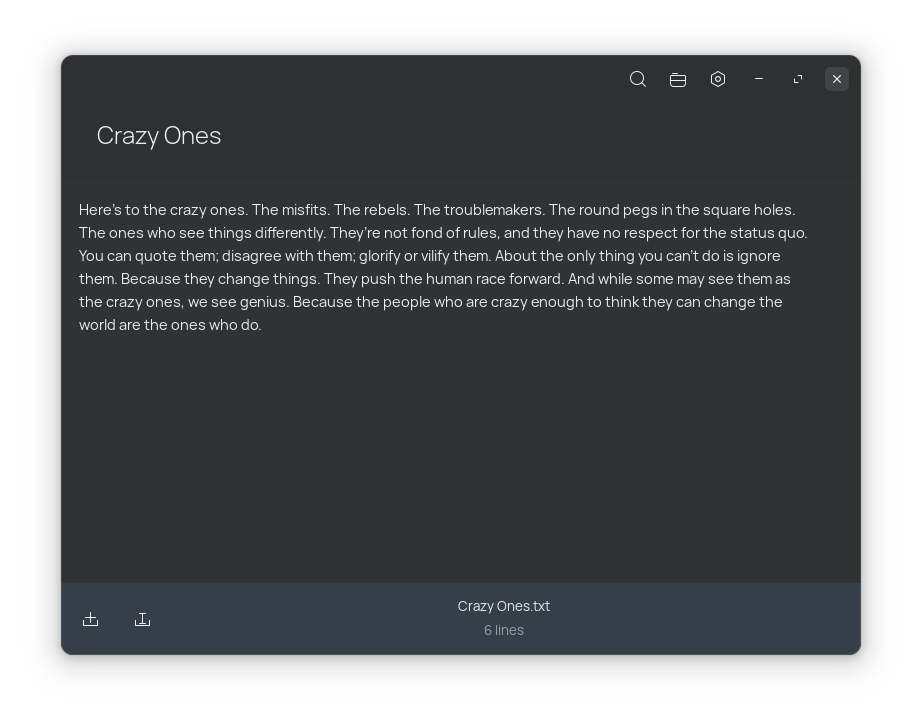 Crazy Ones
Here's to the crazy ones. The misfits. The rebels. The troublemakers. The round pegs in the square holes.
The ones who see things differently. They're not fond of rules, and they have no respect for the status quo.
You can quote them; disagree with them; glorify or vilify them. About the only thing you can't do is ignore
them. Because they change things. They push the human race forward. And while some may see them as
the crazy ones, we see genius. Because the people who are crazy enough to think they can change the
world are the ones who do.
Crazy Ones.txt
6 lines